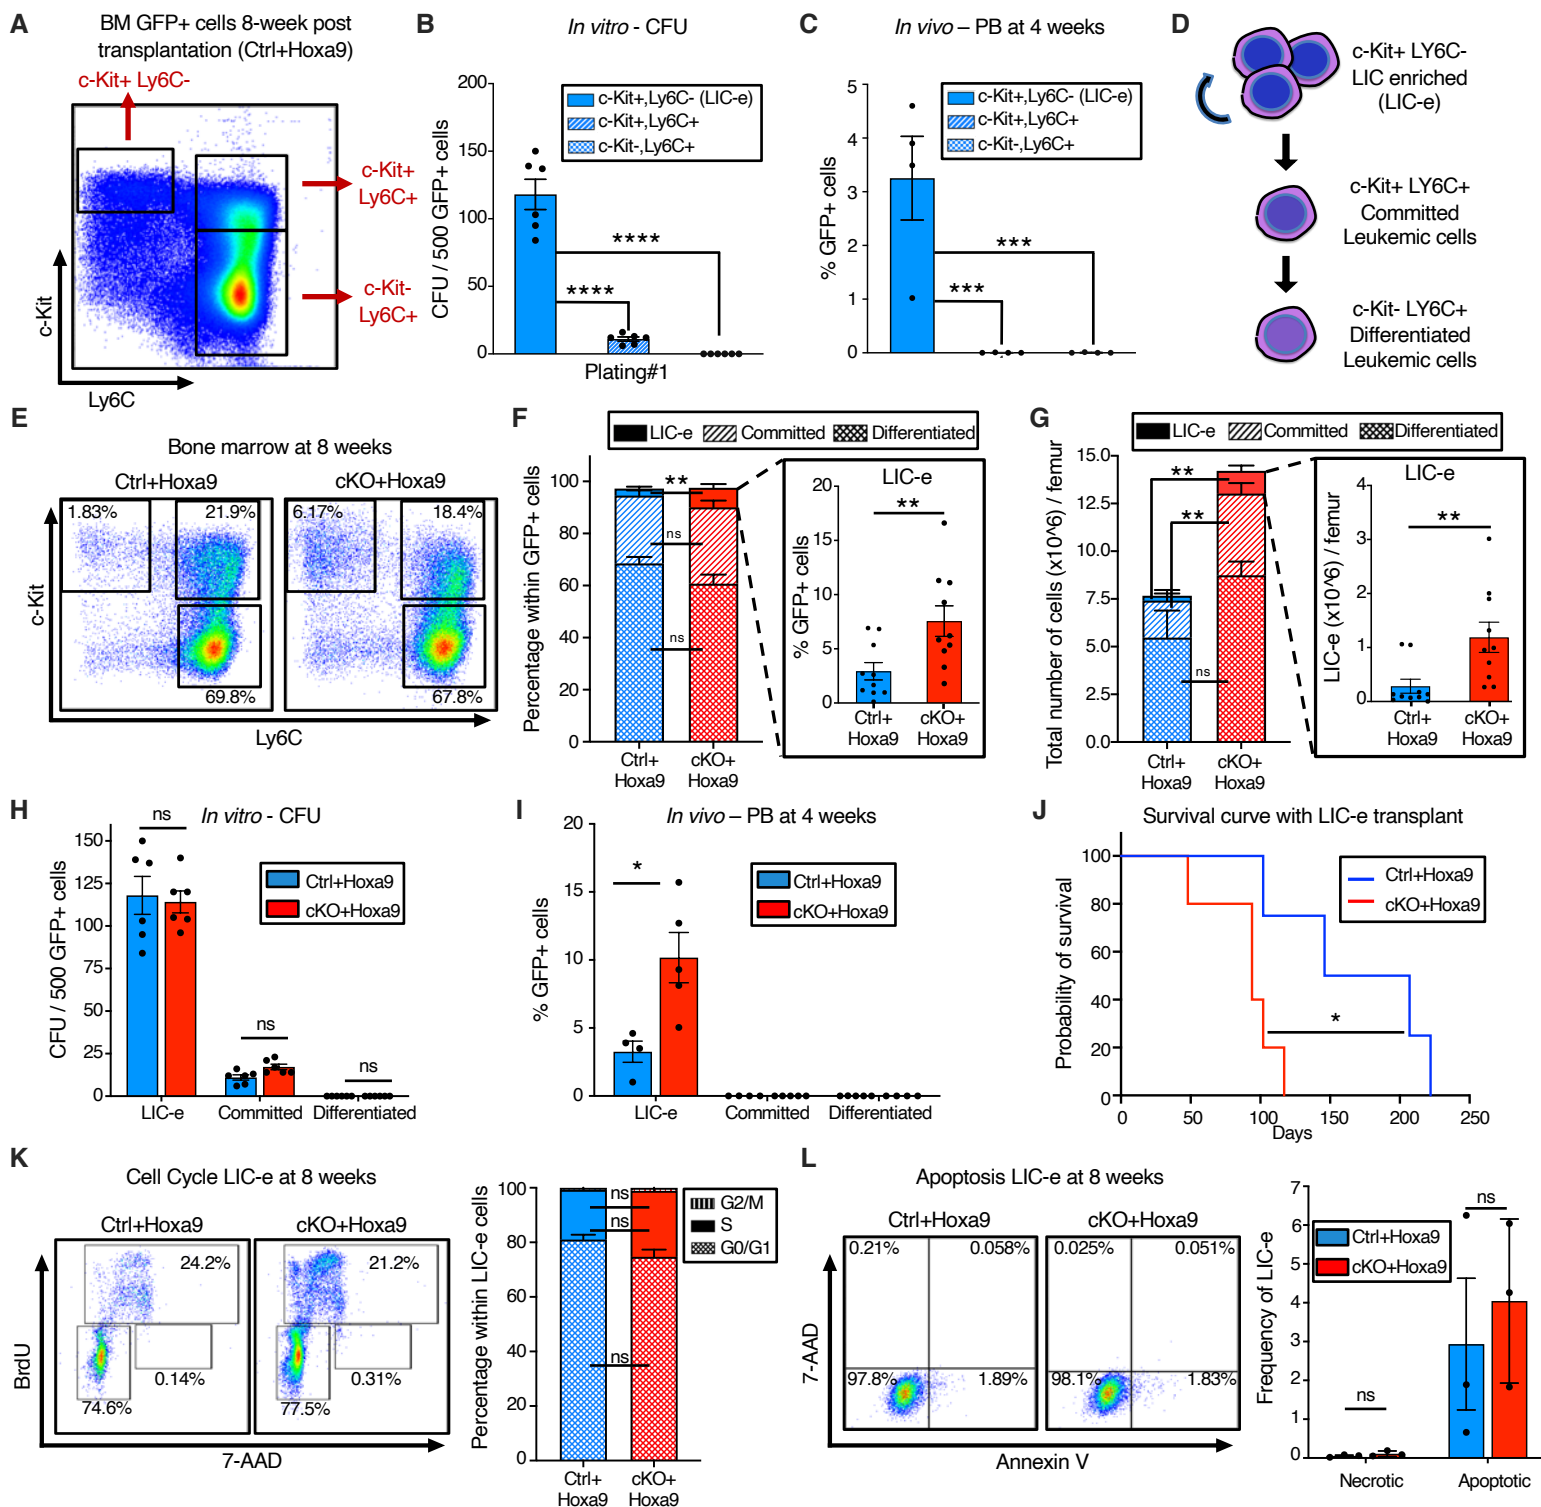 A
BM GFP+ cells 8-week post
transplantation (Ctrl+Hoxa9)
c-Kit+ Ly6C-
c-Kit+
Ly6C+
c-Kit-
Ly6C+
c-Kit
Ly6C
B
In vitro - CFU
200
150
100
50
0
CFU / 500 GFP+ cells
c-Kit+,Ly6C- (LIC-e)
c-Kit+,Ly6C+
c-Kit-,Ly6C+
****
****
Plating#1
C
In vivo – PB at 4 weeks
5
4
3
2
1
0
% GFP+ cells
c-Kit+,Ly6C- (LIC-e)
c-Kit+,Ly6C+
c-Kit-,Ly6C+
***
***
D
c-Kit+ LY6C-
LIC enriched
(LIC-e)
c-Kit+ LY6C+
Committed
Leukemic cells
c-Kit- LY6C+
Differentiated
Leukemic cells
E
Bone marrow at 8 weeks
Ctrl+Hoxa9
cKO+Hoxa9
1.83%
21.9%
69.8%
6.17%
18.4%
67.8%
c-Kit
Ly6C
F
LIC-e
Committed
Differentiated
100
80
60
40
20
0
Percentage within GFP+ cells
**
ns
ns
Ctrl+
Hoxa9
cKO+
Hoxa9
LIC-e
20
15
10
5
0
% GFP+ cells
**
Ctrl+
Hoxa9
cKO+
Hoxa9
G
LIC-e
Committed
Differentiated
15.0
12.5
10.0
7.5
5.0
2.5
0.0
Total number of cells (x10^6) / femur
**
**
ns
Ctrl+
Hoxa9
cKO+
Hoxa9
LIC-e
4
3
2
1
0
LIC-e (x10^6) / femur
**
Ctrl+
Hoxa9
cKO+
Hoxa9
H
In vitro - CFU
150
125
100
75
50
25
0
CFU / 500 GFP+ cells
ns
ns
ns
Ctrl+Hoxa9
cKO+Hoxa9
LIC-e
Committed
Differentiated
I
In vivo – PB at 4 weeks
20
15
10
5
0
% GFP+ cells
*
Ctrl+Hoxa9
cKO+Hoxa9
LIC-e
Committed
Differentiated
J
Survival curve with LIC-e transplant
100
80
60
40
20
0
Probability of survival
Ctrl+Hoxa9
cKO+Hoxa9
*
0
50
100
150
200
250
Days
K
Cell Cycle LIC-e at 8 weeks
Ctrl+Hoxa9
cKO+Hoxa9
24.2%
0.14%
74.6%
21.2%
0.31%
77.5%
BrdU
7-AAD
100
80
60
40
20
0
Percentage within LIC-e cells
ns
ns
ns
G2/M
S
G0/G1
Ctrl+
Hoxa9
cKO+
Hoxa9
L
Apoptosis LIC-e at 8 weeks
Ctrl+Hoxa9
cKO+Hoxa9
0.21%
0.058%
97.8%
1.89%
0.025%
0.051%
98.1%
1.83%
7-AAD
Annexin V
7
6
5
4
3
2
1
0
Frequency of LIC-e
Ctrl+Hoxa9
cKO+Hoxa9
ns
ns
Necrotic
Apoptotic